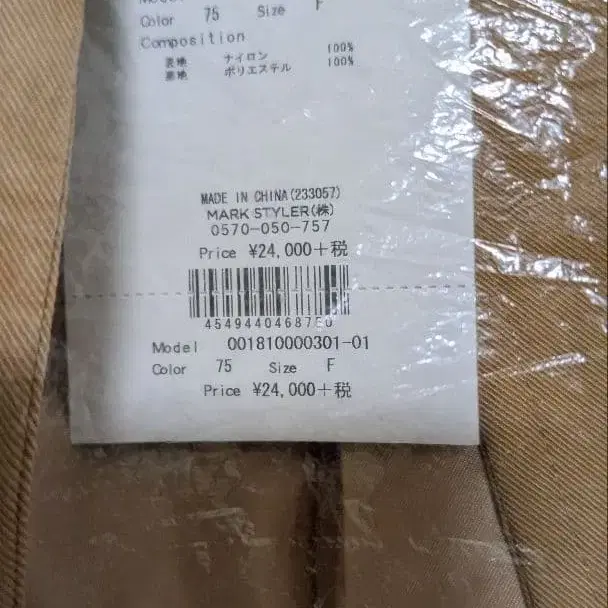 Color 75 Size F
Composition
表地 ナイロン 100%
裏地 ポリエステル 100%
MADE IN CHINA(233057)
MARK STYLER(株)
0570-050-757
Price ¥24,000+税
Model 001810000301-01
Color 75 Size F
Price ¥24,000+税